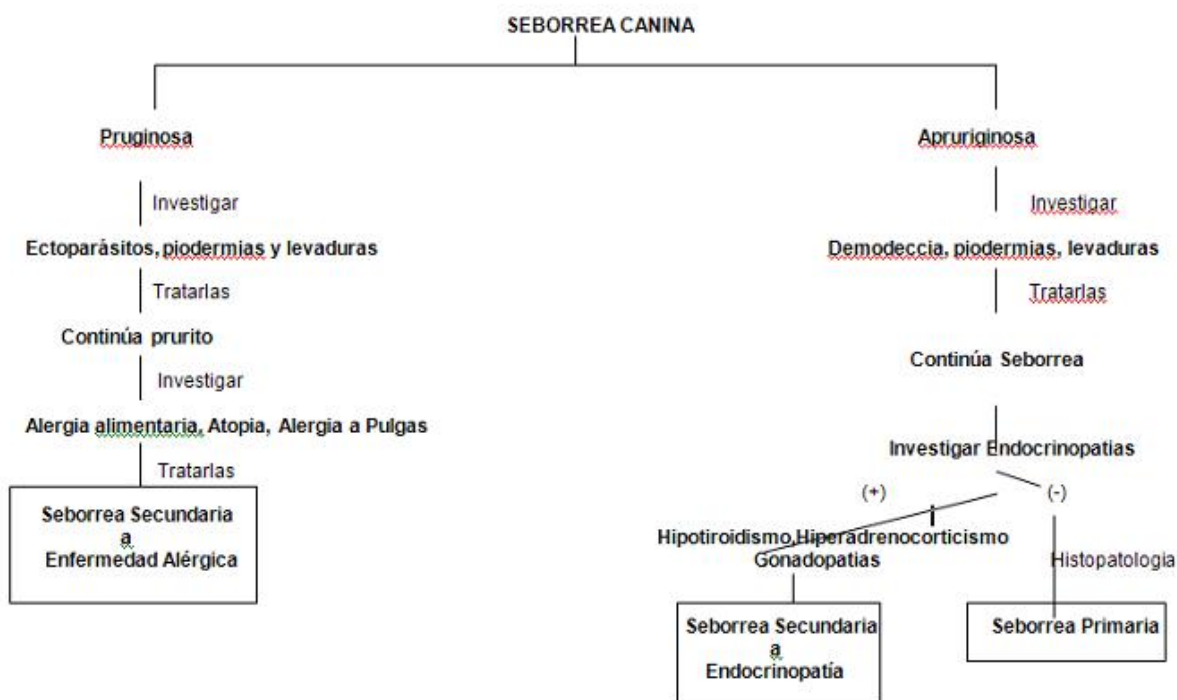 SEBORREA CANINA
Pruginosa
Investigar
Ectoparásitos, piodermias y levaduras
Tratarlas
Continúa prurito
Investigar
Alergia alimentaria, Atopia, Alergia a Pulgas
Tratarlas
Seborrea Secundaria
a
Enfermedad Alérgica
Apruriginosa
Investigar
Demodeccia, piodermias, levaduras
Tratarlas
Continúa Seborrea
Investigar Endocrinopatias
(+)
(-)
Hipotiroidismo,Hiperadrenocorticismo
Gonadopatias
Histopatologia
Seborrea Secundaria
a
Endocrinopatía
Seborrea Primaria